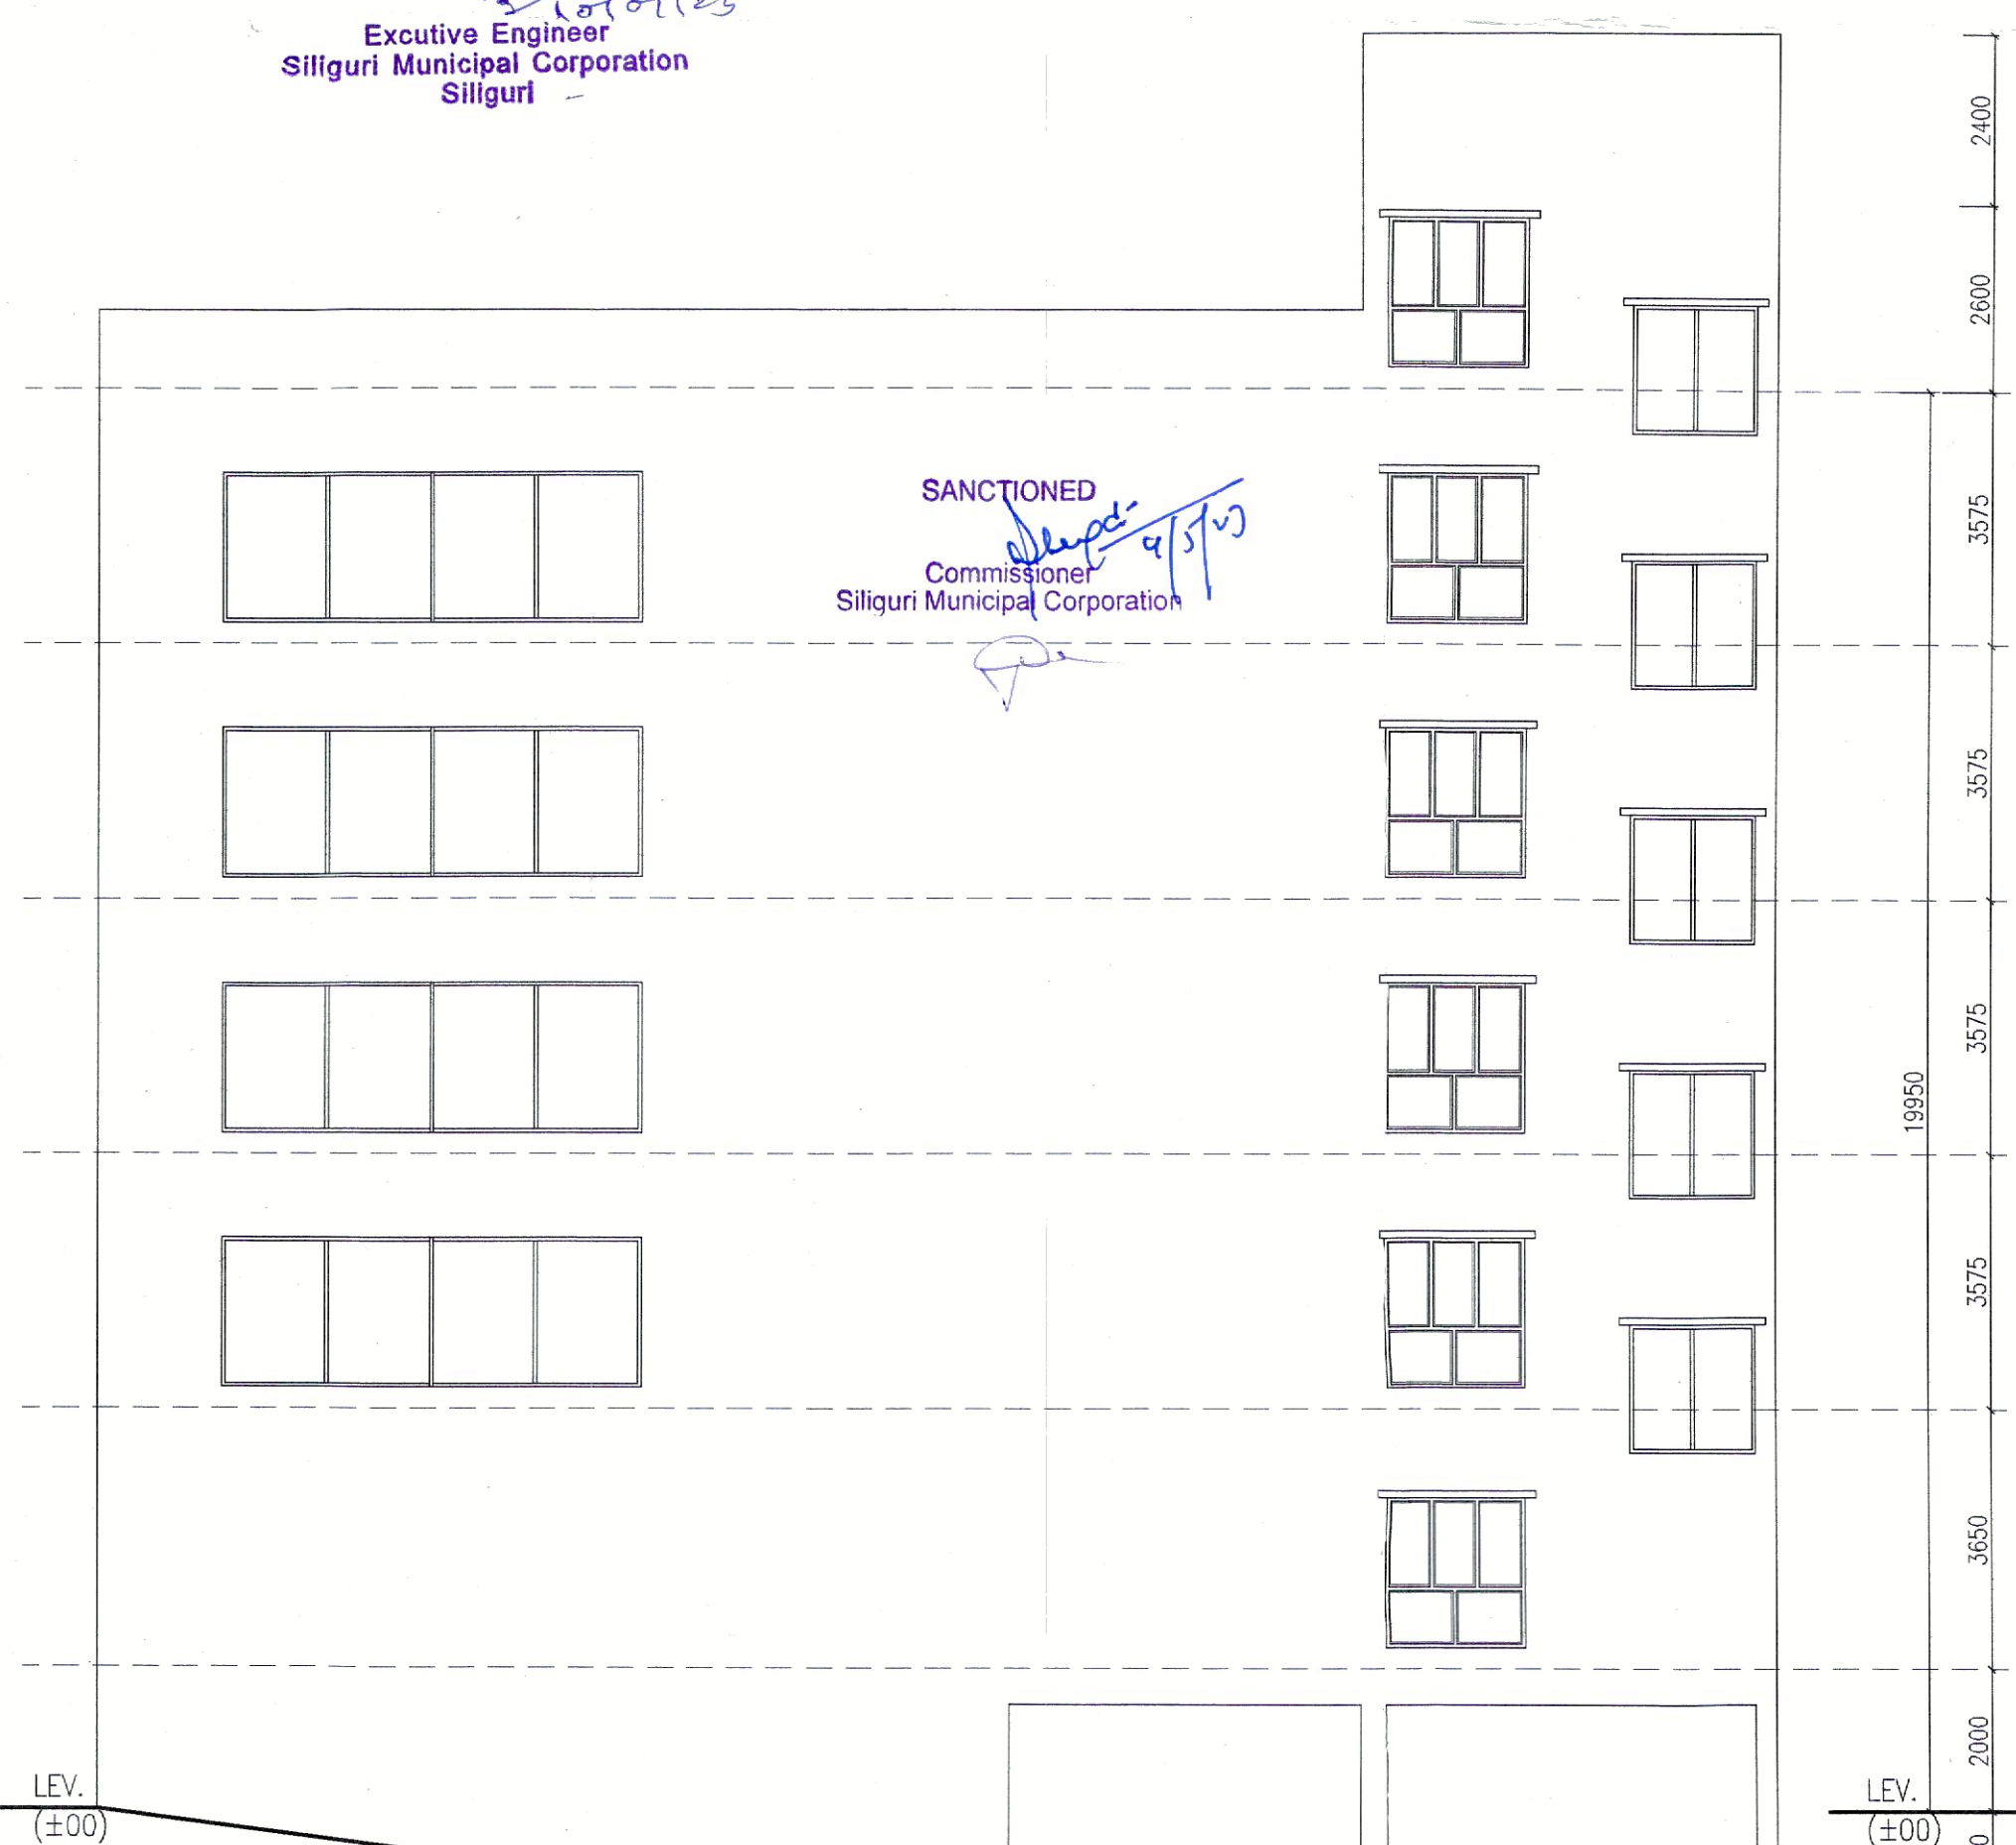 Excutive Engineer
Siliguri Municipal Corporation
Siliguri
2400
2600
3575
SANCTIONED
Commissioner
Siliguri Municipal Corporation
3575
3575
19950
3575
3650
2000
LEV.
(±00)
LEV.
(±00)